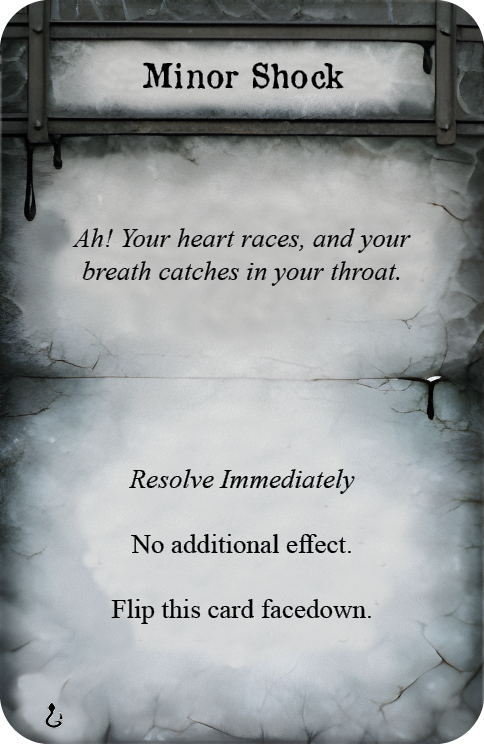 Minor Shock
Ah! Your heart races, and your
breath catches in your throat.
Resolve Immediately
No additional effect.
Flip this card facedown.